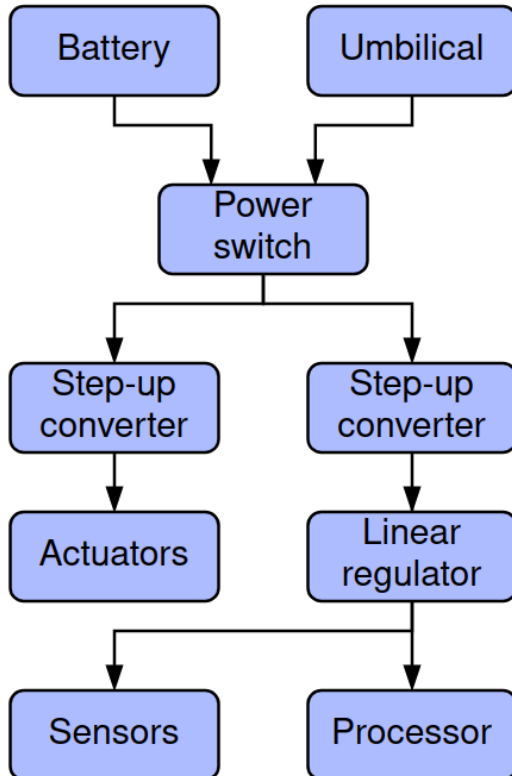 Battery
Umbilical
Power
switch
Step-up
converter
Step-up
converter
Actuators
Linear
regulator
Sensors
Processor